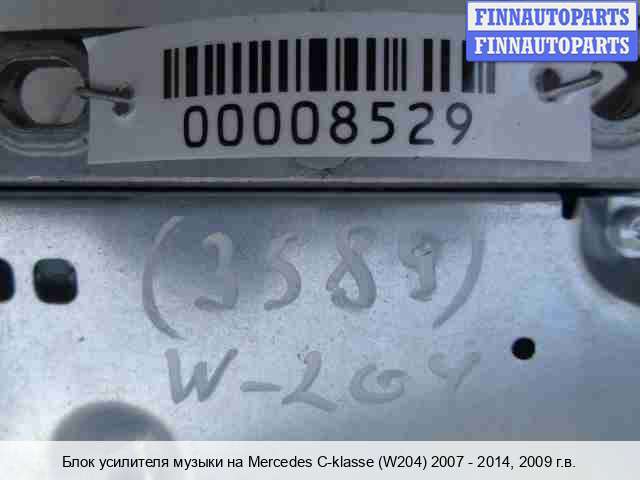 FINNAUTOPARTS
FINNAUTOPARTS
00008529
(3589)
W-204
Блок усилителя музыки на Mercedes C-klasse (W204) 2007 - 2014, 2009 г.в.